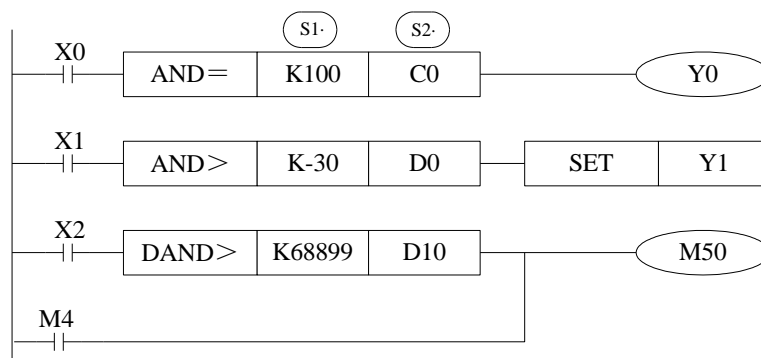 S1· S2·
X0 AND＝ K100 C0 Y0
X1 AND＞ K-30 D0 SET Y1
X2 DAND＞ K68899 D10 M50
M4